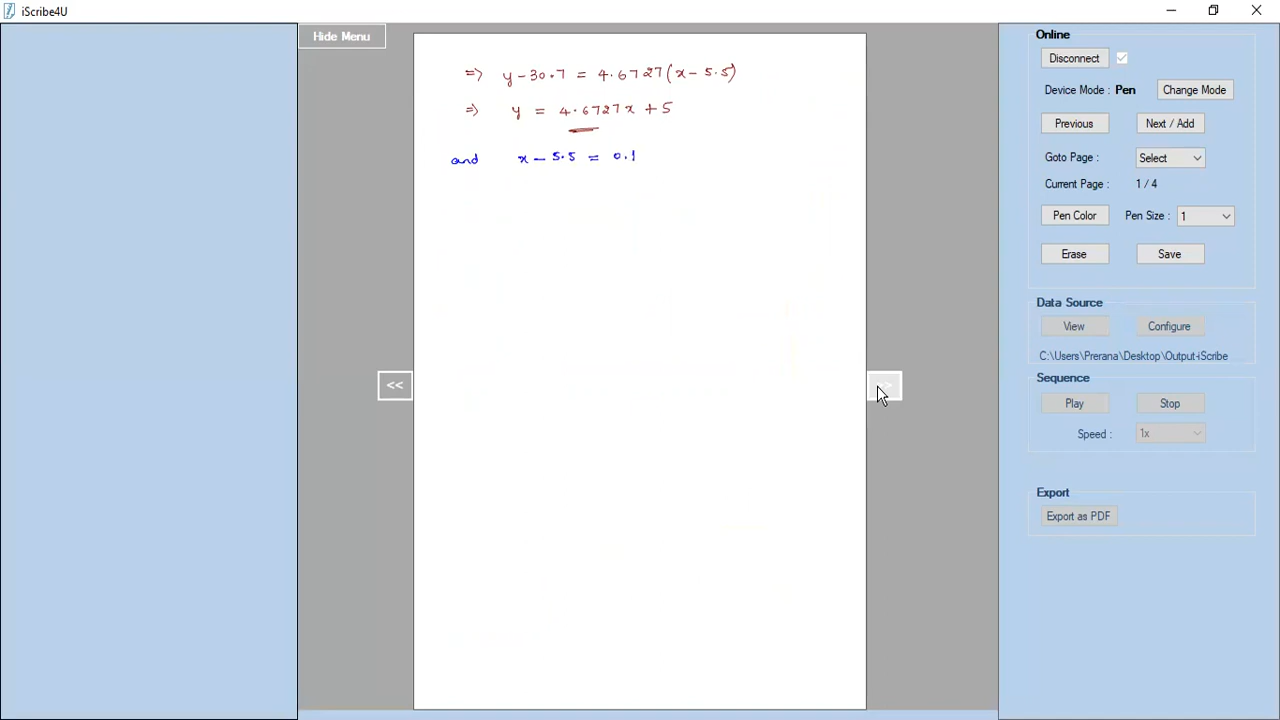 iScribe4U
Hide Menu
=> y - 30.7 = 4.6727(x - 5.5)
=> y = 4.6727x + 5
and x - 5.5 = 0.1
<<
>>
Online
Disconnect
Device Mode : Pen
Change Mode
Previous
Next / Add
Goto Page :
Select
Current Page :
1 / 4
Pen Color
Pen Size :
1
Erase
Save
Data Source
View
Configure
C:\Users\Prerana\Desktop\Output-iScribe
Sequence
Play
Stop
Speed :
1x
Export
Export as PDF